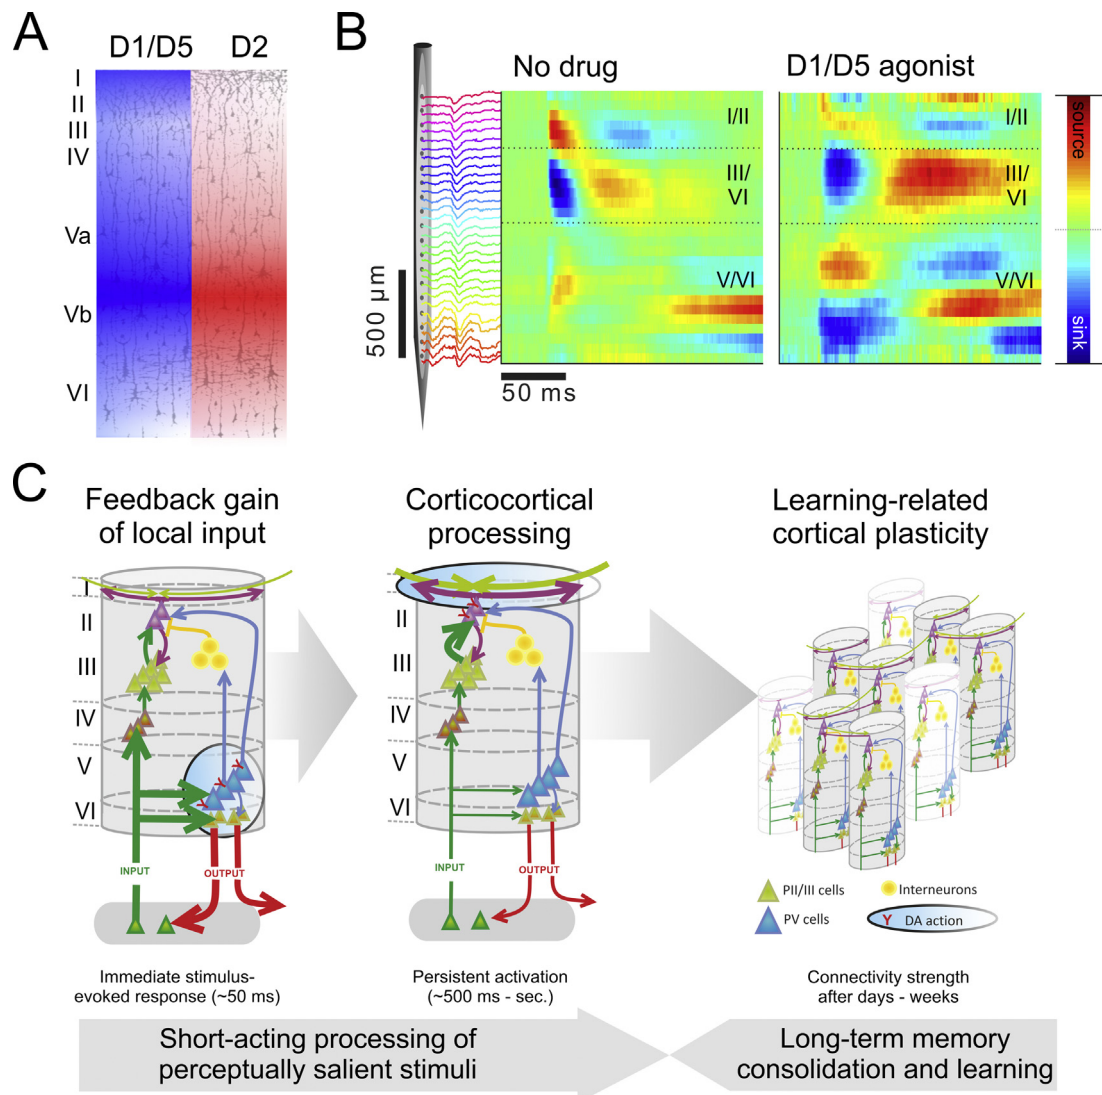 A
D1/D5
D2
I
II
III
IV
Va
Vb
VI
B
No drug
D1/D5 agonist
I/II
III/
VI
V/VI
I/II
III/
VI
V/VI
source
sink
500 µm
50 ms
C
Feedback gain
of local input
Corticocortical
processing
Learning-related
cortical plasticity
I
II
III
IV
V
VI
INPUT
OUTPUT
I
II
III
IV
V
VI
INPUT
OUTPUT
PII/III cells
Interneurons
PV cells
Y DA action
Immediate stimulus-
evoked response (~50 ms)
Persistent activation
(~500 ms - sec.)
Connectivity strength
after days - weeks
Short-acting processing of
perceptually salient stimuli
Long-term memory
consolidation and learning